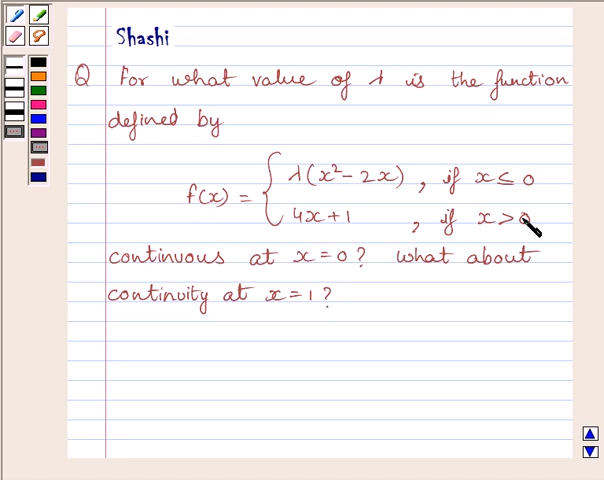 Shashi
Q For what value of λ is the function
defined by
f(x) = { λ(x² - 2x) , if x ≤ 0
4x + 1 , if x > 0
continuous at x = 0 ? what about
continuity at x = 1 ?